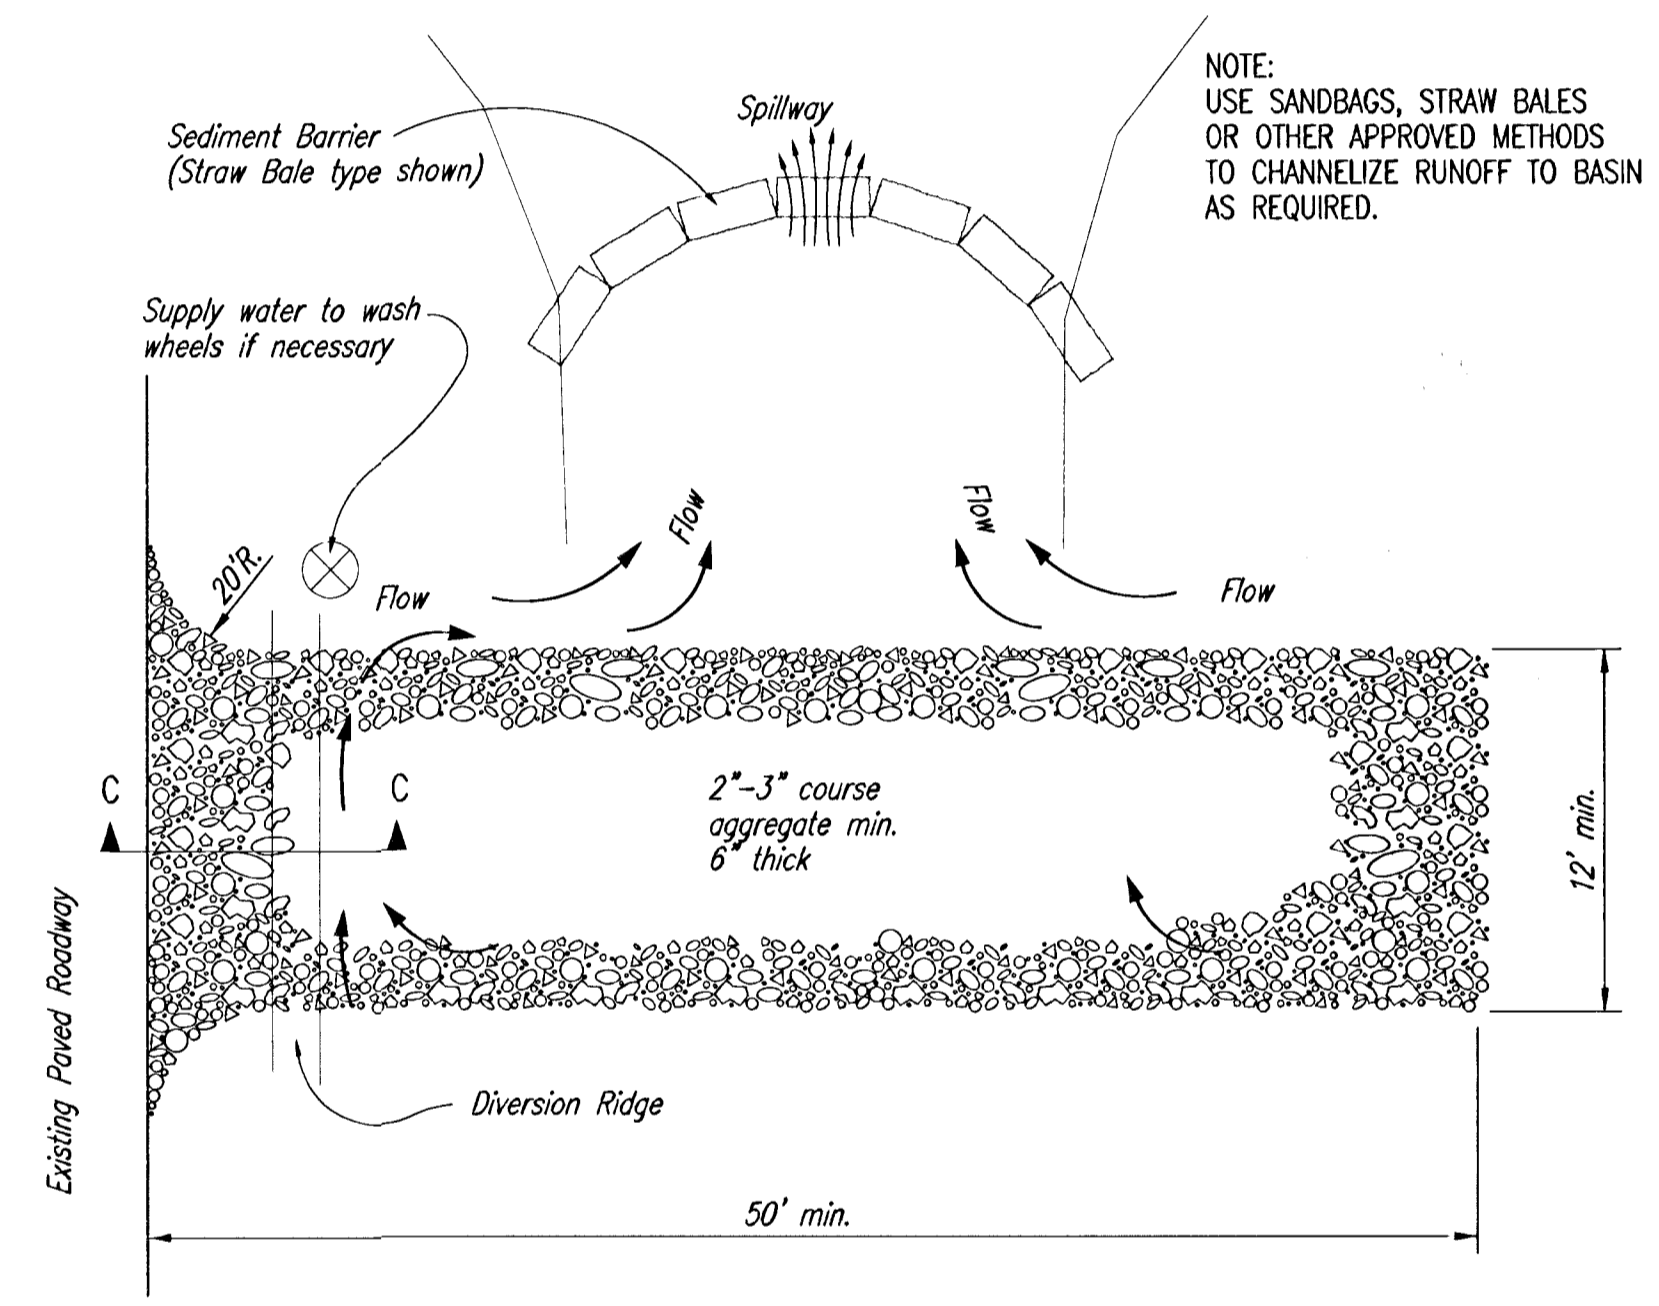 NOTE:
USE SANDBAGS, STRAW BALES
OR OTHER APPROVED METHODS
TO CHANNELIZE RUNOFF TO BASIN
AS REQUIRED.
Spillway
Sediment Barrier
(Straw Bale type shown)
Supply water to wash
wheels if necessary
20'R.
Flow
Flow
Flow
Flow
C
C
2"-3" course
aggregate min.
6" thick
12' min.
Existing Paved Roadway
Diversion Ridge
50' min.